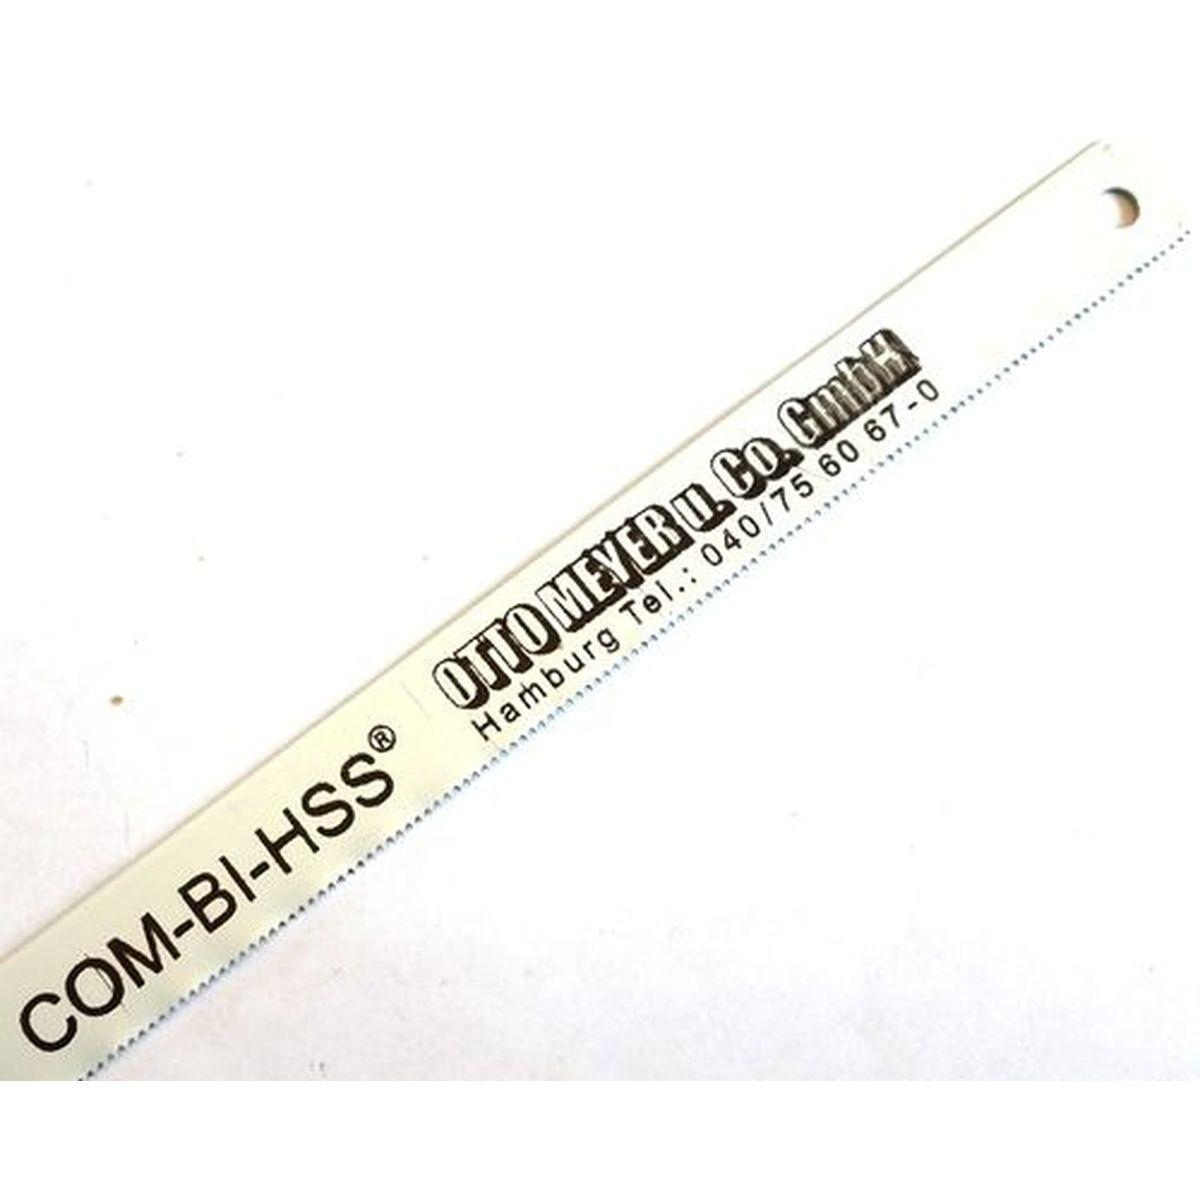 COM-BI-HSS®
OTTO MEYER u. Co. GmbH
Hamburg Tel.: 040/75 60 67-0